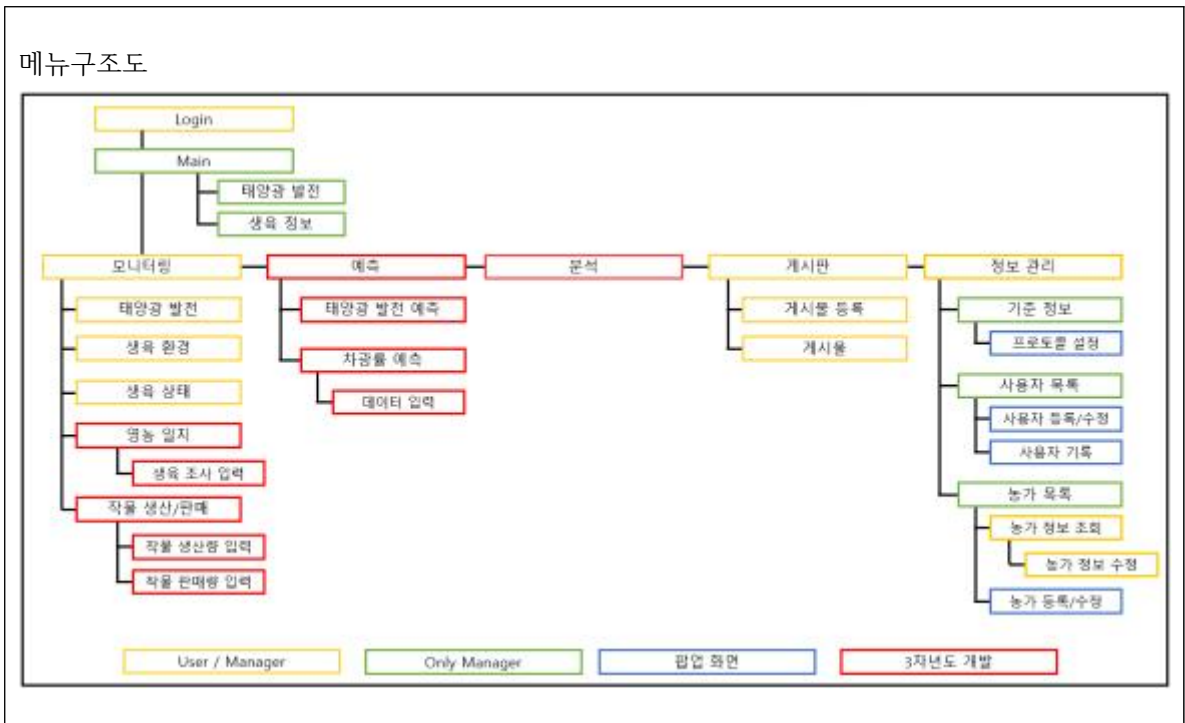 메뉴구조도
Login
Main
태양광 발전
생육 정보
모니터링
예측
분석
게시판
정보 관리
태양광 발전
생육 환경
생육 상태
영농 일지
생육 조사 입력
작물 생산/판매
작물 생산량 입력
작물 판매량 입력
태양광 발전 예측
차광률 예측
데이터 입력
게시물 등록
게시물
기준 정보
프로토콜 설정
사용자 목록
사용자 등록/수정
사용자 기록
농가 목록
농가 정보 조회
농가 정보 수정
농가 등록/수정
User / Manager
Only Manager
팝업 화면
3차년도 개발